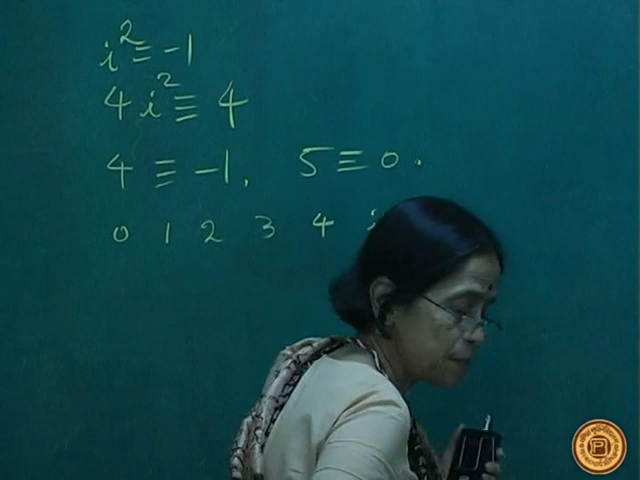 i² ≡ -1
4i² ≡ 4
4 ≡ -1, 5 ≡ 0.
0 1 2 3 4 i